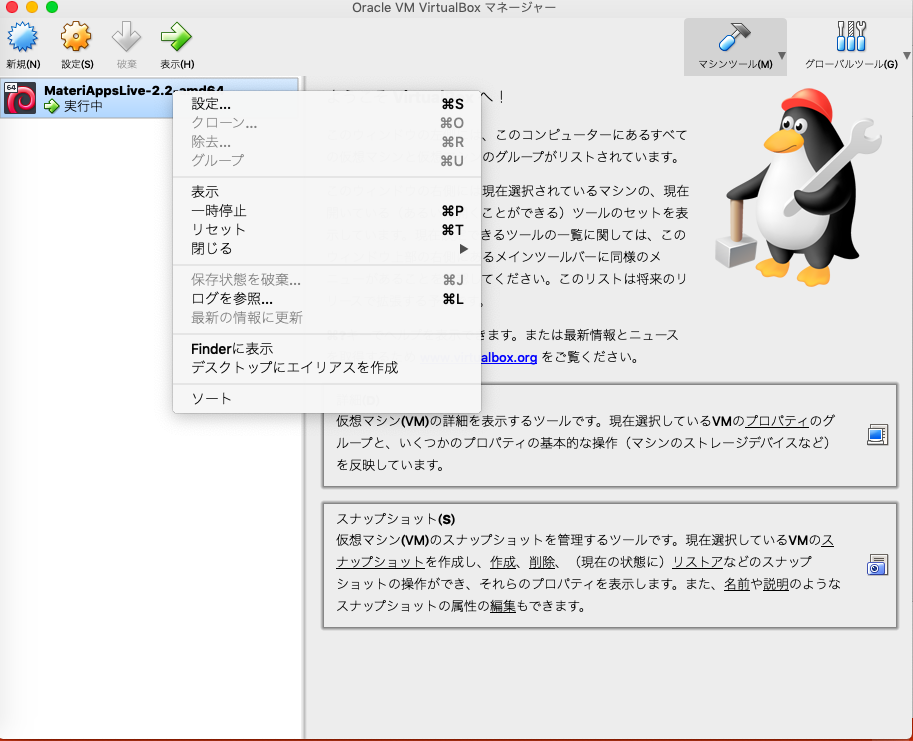 Oracle VM VirtualBox マネージャー
新規(N)
設定(S)
破棄
表示(H)
マシンツール(M)
グローバルツール(G)
64
MateriAppsLive-2.2-amd64
実行中
設定... ⌘S
クローン... ⌘O
除去... ⌘R
グループ ⌘U
表示
一時停止 ⌘P
リセット ⌘T
閉じる
保存状態を破棄... ⌘J
ログを参照... ⌘L
最新の情報に更新
Finderに表示
デスクトップにエイリアスを作成
ソート
へ！
、このコンピューターにあるすべて
のグループがリストされています。
現在選択されているマシンの、現在
ことができる）ツールのセットを表
きるツールの一覧に関しては、この
るメインツールバーに同様のメ
てください。このリストは将来のリ
。
きます。または最新情報とニュース
albox.org をご覧ください。
仮想マシン(VM)の詳細を表示するツールです。現在選択しているVMのプロパティのグ
ループと、いくつかのプロパティの基本的な操作（マシンのストレージデバイスなど）
を反映しています。
スナップショット(S)
仮想マシン(VM)のスナップショットを管理するツールです。現在選択しているVMのス
ナップショットを作成し、作成、削除、（現在の状態に）リストアなどのスナップ
ショットの操作ができ、それらのプロパティを表示します。また、名前や説明のような
スナップショットの属性の編集もできます。